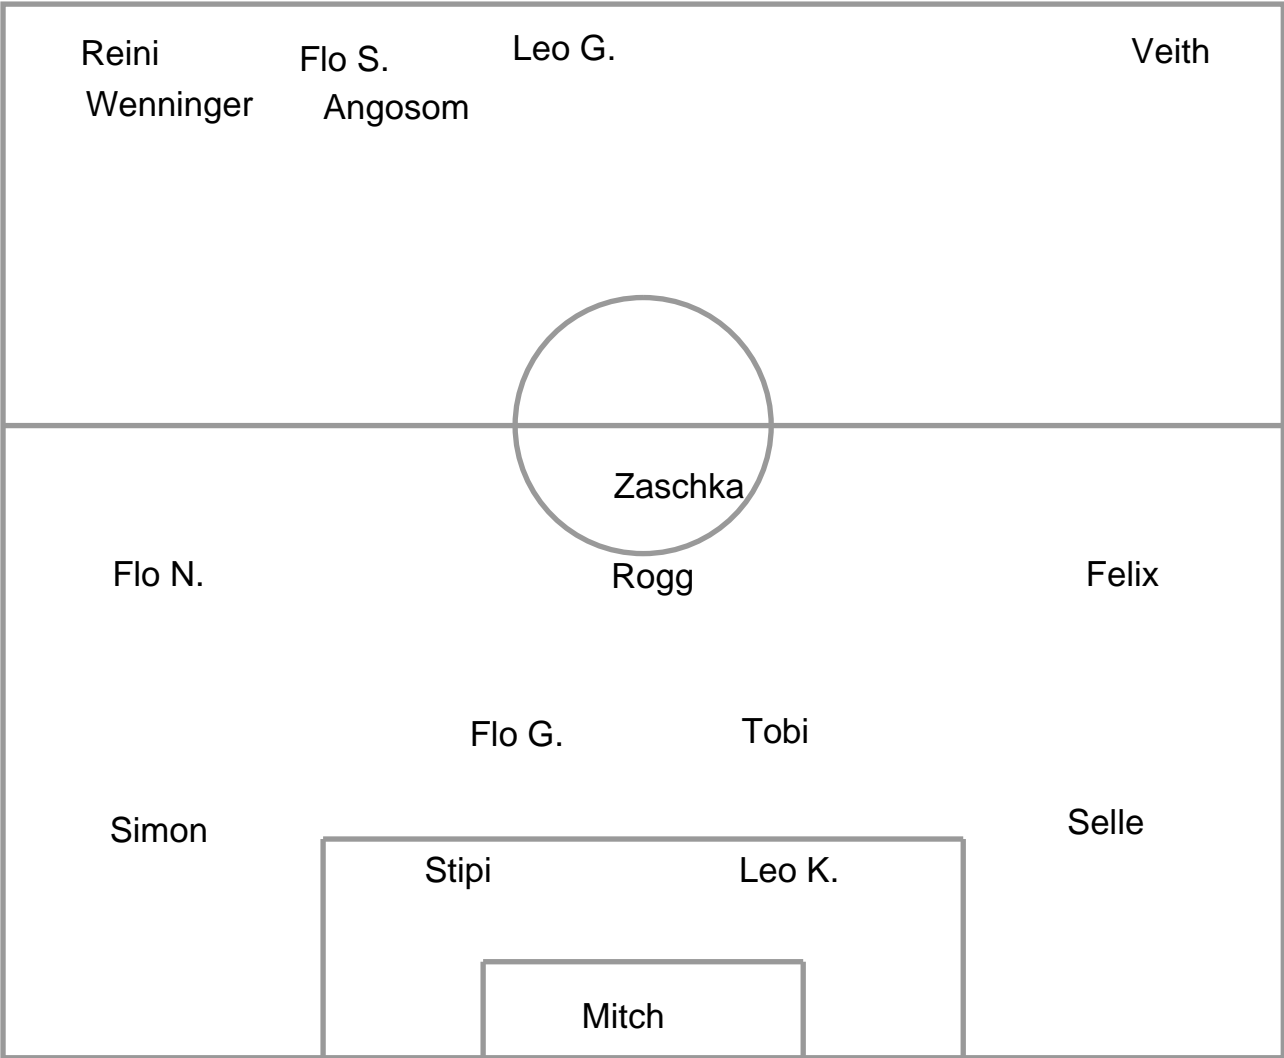 Reini
Flo S.
Leo G.
Veith
Wenninger
Angosom
Zaschka
Flo N.
Rogg
Felix
Flo G.
Tobi
Simon
Selle
Stipi
Leo K.
Mitch